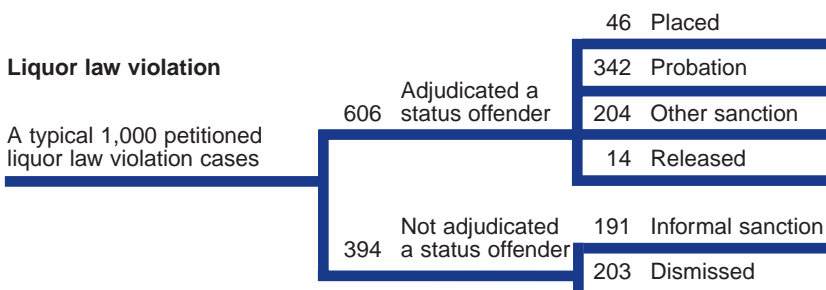 Liquor law violation
A typical 1,000 petitioned
liquor law violation cases
606
Adjudicated a
status offender
46 Placed
342 Probation
204 Other sanction
14 Released
394
Not adjudicated
a status offender
191 Informal sanction
203 Dismissed